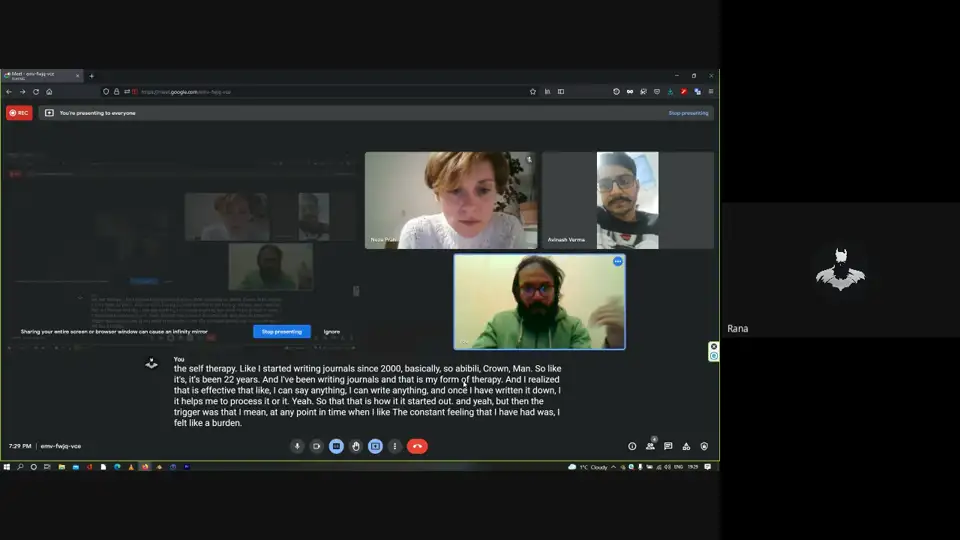 Meet - emv-fwjq-vce
https://meet.google.com/emv-fwjq-vce
REC
You're presenting to everyone
Stop presenting
Avinash Verma
Sharing your entire screen or browser window can cause an infinity mirror
Stop presenting
Ignore
Rana
You
the self therapy. Like I started writing journals since 2000, basically, so abibili, Crown, Man. So like
it's, it's been 22 years. And I've been writing journals and that is my form of therapy. And I realized
that is effective that like, I can say anything, I can write anything, and once I have written it down, I
it helps me to process it or it. Yeah. So that that is how it it started out. and yeah, but then the
trigger was that I mean, at any point in time when I like The constant feeling that I have had was, I
felt like a burden.
7:29 PM | emv-fwjq-vce
1°C Cloudy
ENG
19:29